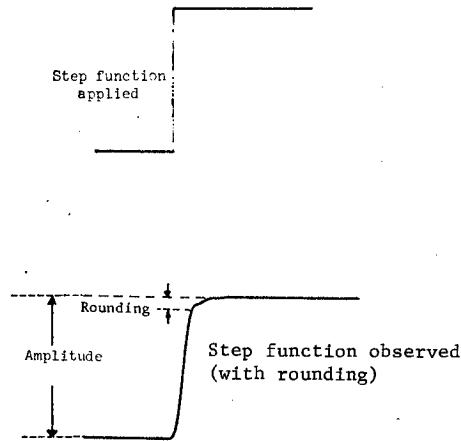 Step function
applied
Rounding
Amplitude
Step function observed
(with rounding)